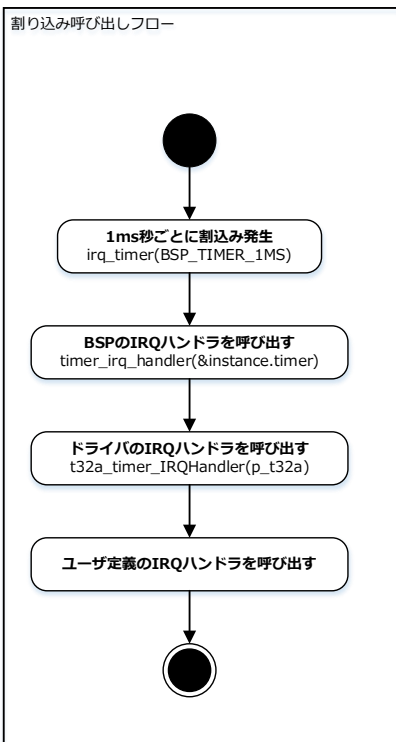 割り込み呼び出しフロー
1ms秒ごとに割込み発生
irq_timer(BSP_TIMER_1MS)
BSPのIRQハンドラを呼び出す
timer_irq_handler(&instance.timer)
ドライバのIRQハンドラを呼び出す
t32a_timer_IRQHandler(p_t32a)
ユーザ定義のIRQハンドラを呼び出す